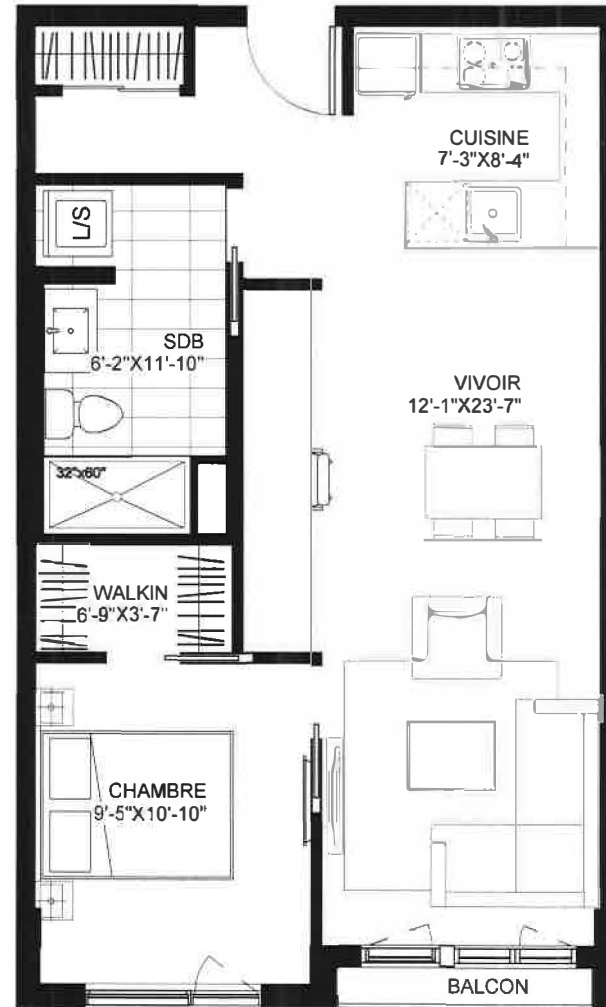 CUISINE
7'-3"X8'-4"
L/S
SDB
6'-2"X11'-10"
VIVOIR
12'-1"X23'-7"
32"x60"
WALKIN
6'-9"X3'-7"
CHAMBRE
9'-5"X10'-10"
BALCON